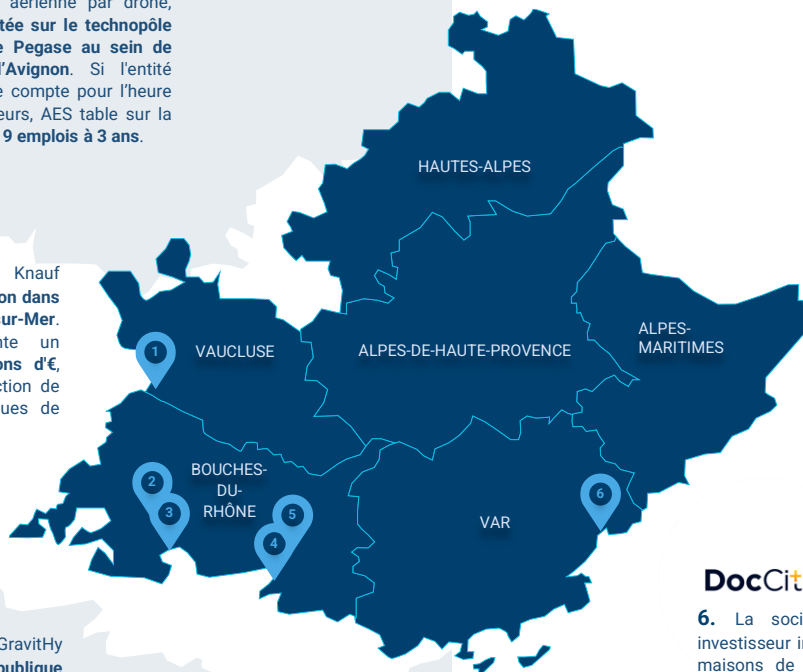 aérienne par drone,
tée sur le technopôle
Pegase au sein de
l'Avignon. Si l'entité
compte pour l'heure
eurs, AES table sur la
9 emplois à 3 ans.
HAUTES-ALPES
Knauf
on dans
sur-Mer.
nte un
ons d'€,
ction de
ues de
1
VAUCLUSE
ALPES-DE-HAUTE-PROVENCE
ALPES-
MARITIMES
BOUCHES-
DU-
RHÔNE
2
3
4
5
VAR
6
DocCit
6. La soci
investisseur i
maisons de
GravitHy
publique